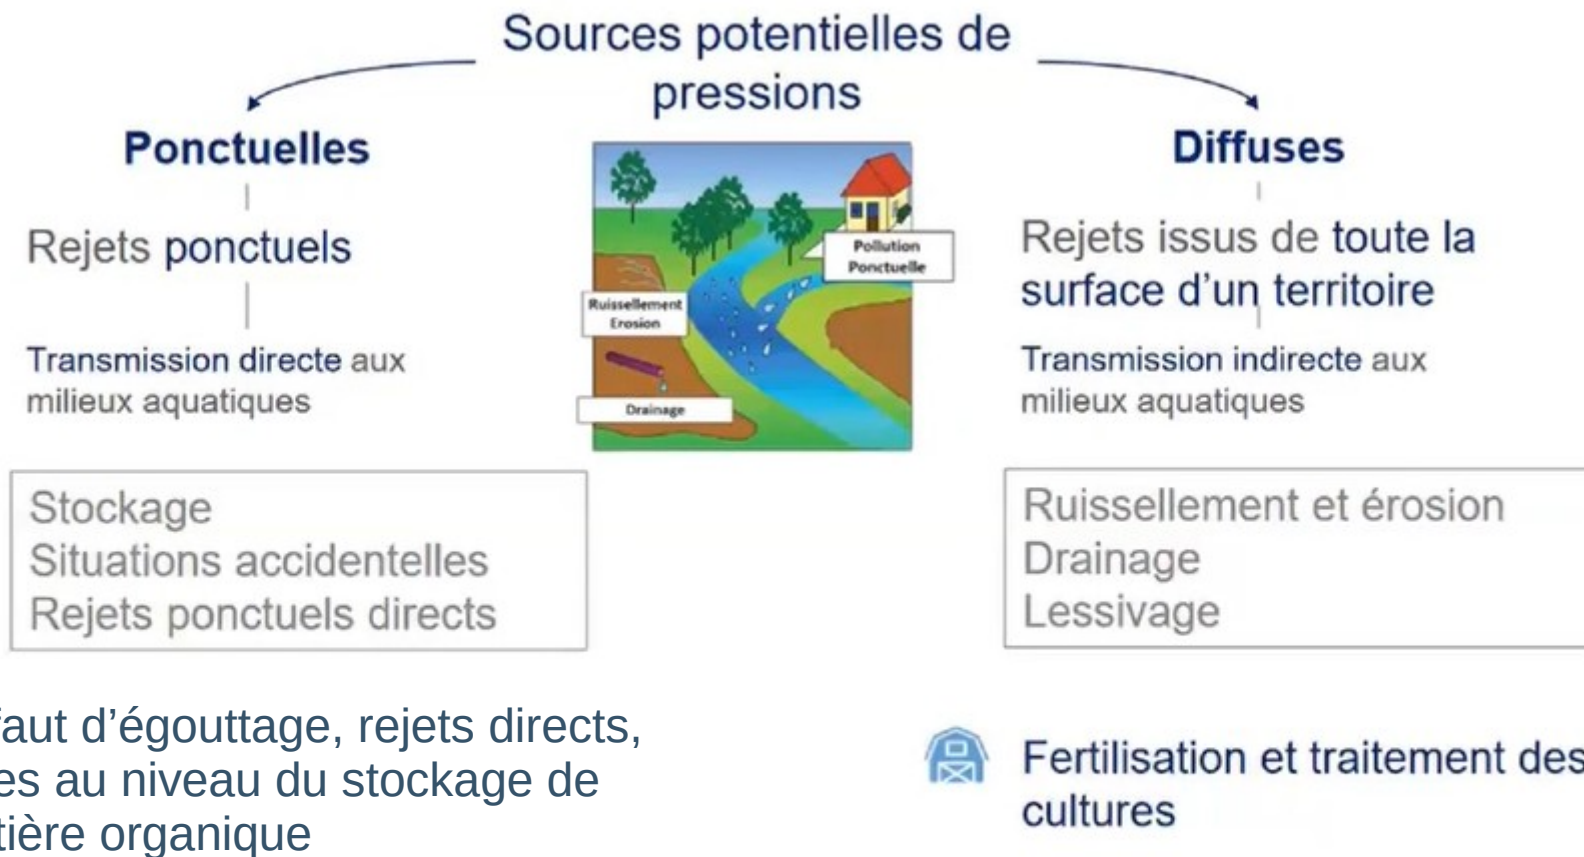 Sources potentielles de
pressions
Ponctuelles
Rejets ponctuels
Transmission directe aux
milieux aquatiques
Stockage
Situations accidentelles
Rejets ponctuels directs
faut d’égouttage, rejets directs,
es au niveau du stockage de
tière organique
Pollution
Ponctuelle
Ruissellement
Erosion
Drainage
Diffuses
Rejets issus de toute la
surface d’un territoire
Transmission indirecte aux
milieux aquatiques
Ruissellement et érosion
Drainage
Lessivage
Fertilisation et traitement des
cultures